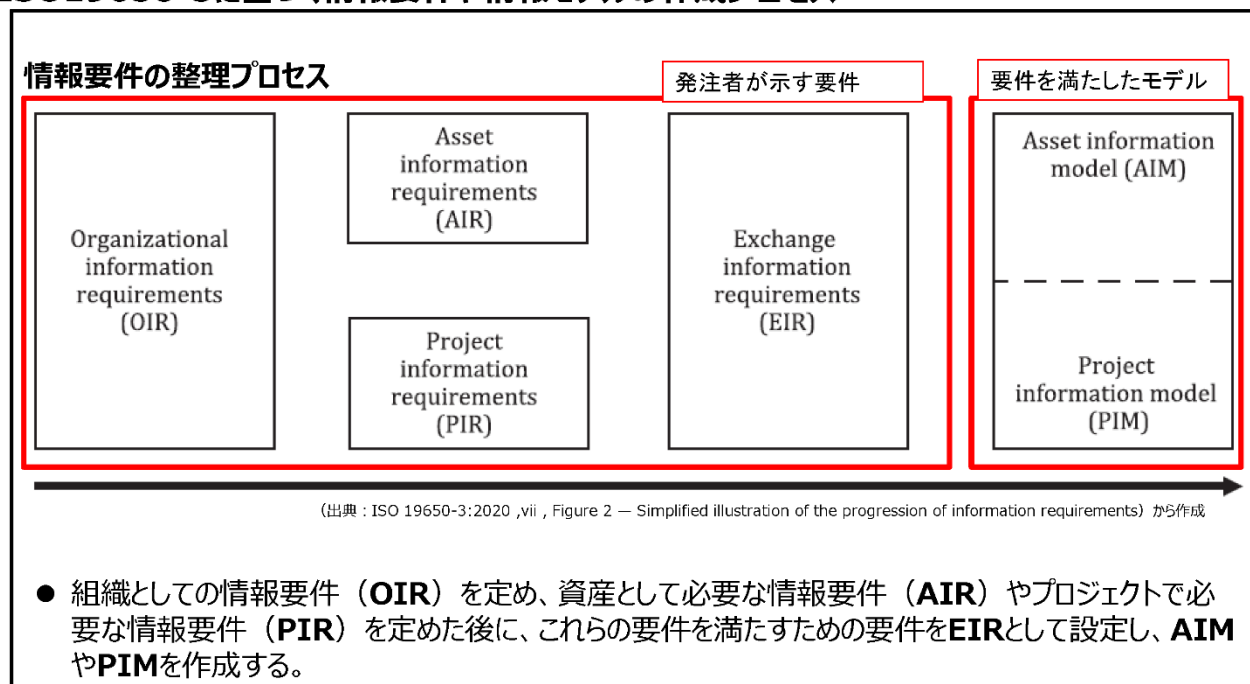 情報要件の整理プロセス
発注者が示す要件
要件を満たしたモデル
Organizational
information
requirements
(OIR)
Asset
information
requirements
(AIR)
Project
information
requirements
(PIR)
Exchange
information
requirements
(EIR)
Asset information
model (AIM)
Project
information model
(PIM)
(出典：ISO 19650-3:2020 ,vii , Figure 2 — Simplified illustration of the progression of information requirements) から作成
● 組織としての情報要件（OIR）を定め、資産として必要な情報要件（AIR）やプロジェクトで必
要な情報要件（PIR）を定めた後に、これらの要件を満たすための要件をEIRとして設定し、AIM
やPIMを作成する。